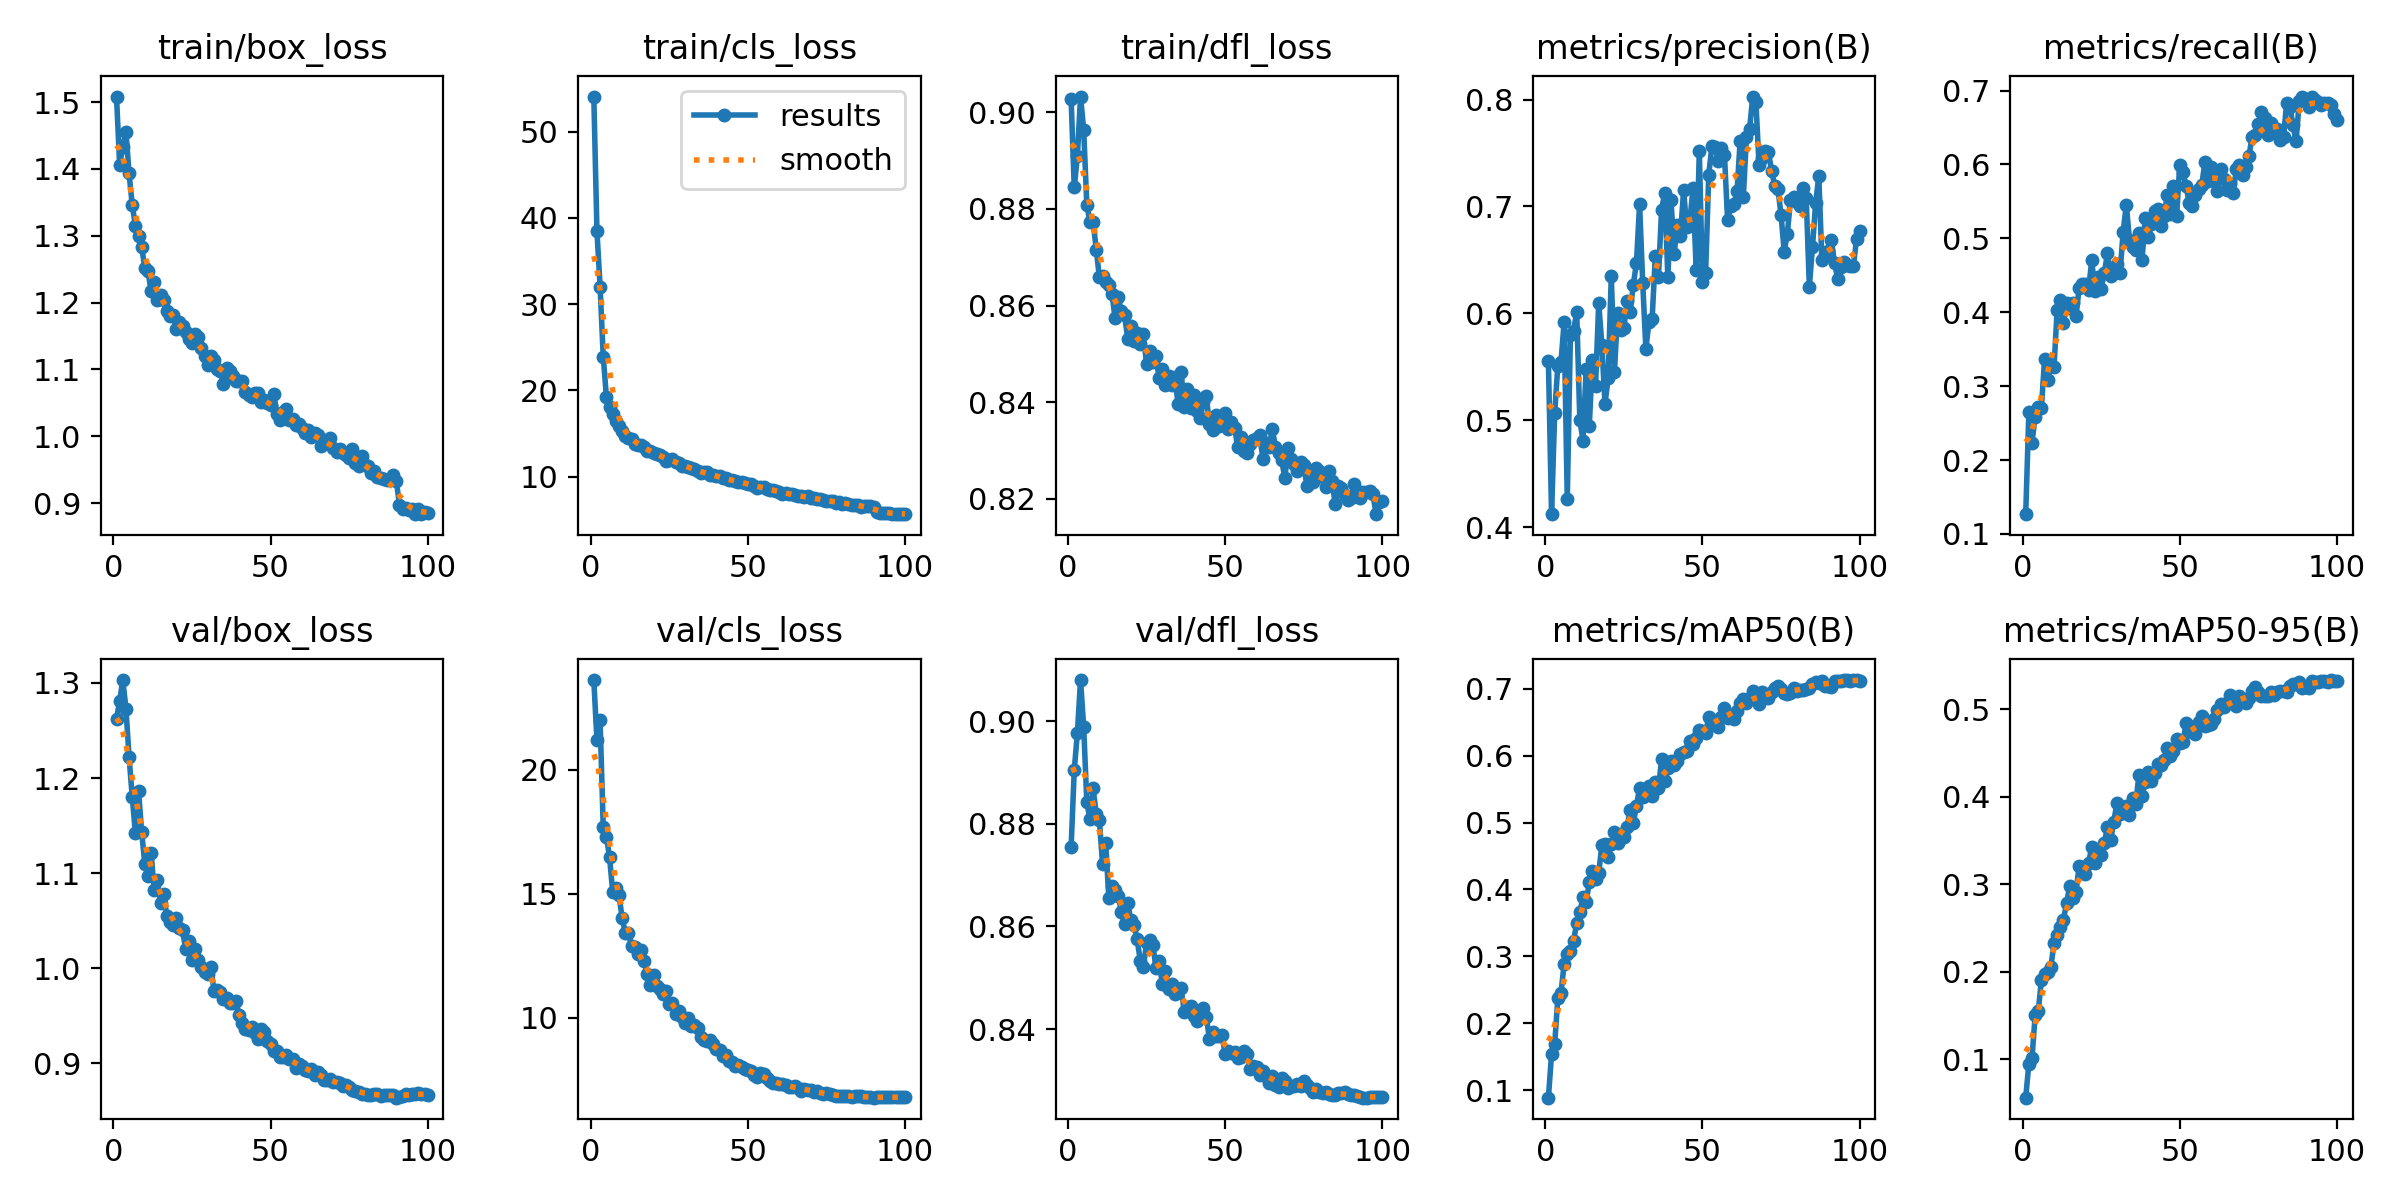 train/box_loss
train/cls_loss
train/dfl_loss
metrics/precision(B)
metrics/recall(B)
1.5
1.4
1.3
1.2
1.1
1.0
0.9
0 50 100
50
40
30
20
10
results
smooth
0 50 100
0.90
0.88
0.86
0.84
0.82
0 50 100
0.8
0.7
0.6
0.5
0.4
0 50 100
0.7
0.6
0.5
0.4
0.3
0.2
0.1
0 50 100
val/box_loss
val/cls_loss
val/dfl_loss
metrics/mAP50(B)
metrics/mAP50-95(B)
1.3
1.2
1.1
1.0
0.9
0 50 100
20
15
10
0 50 100
0.90
0.88
0.86
0.84
0 50 100
0.7
0.6
0.5
0.4
0.3
0.2
0.1
0 50 100
0.5
0.4
0.3
0.2
0.1
0 50 100